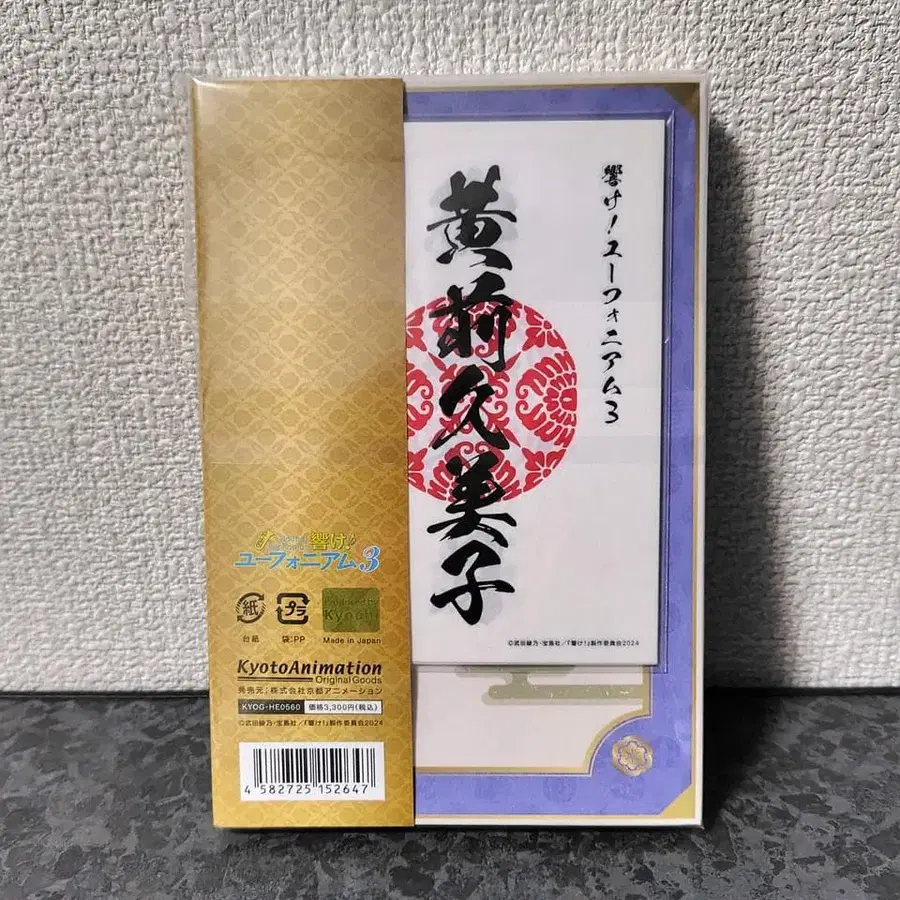 響け！ユーフォニアム3
黄前久美子
©武田綾乃・宝島社／『響け！』製作委員会2024
響け！
ユーフォニアム3
紙
台紙
プラ
袋：PP
Made in Japan
KyotoAnimation
Original Goods
発売元：株式会社京都アニメーション
KYOG-HE0560 価格3,300円（税込）
©武田綾乃・宝島社／『響け！』製作委員会2024
4 582725 152647